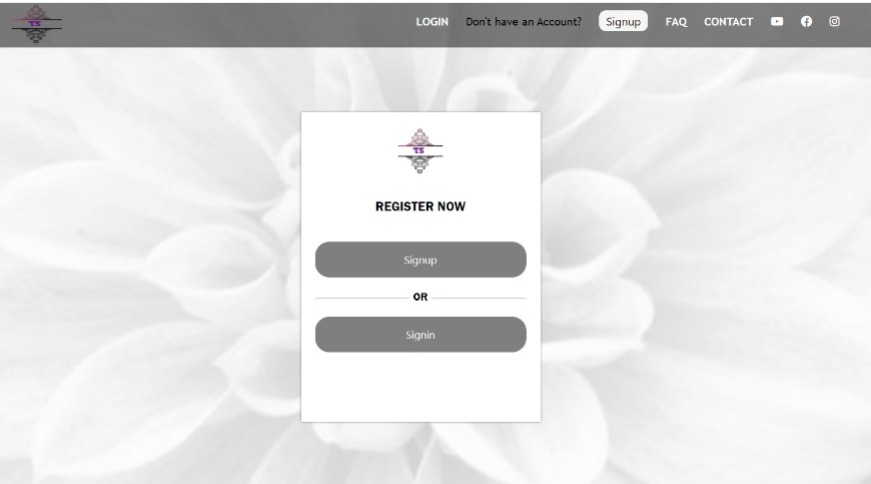 TS
LOGIN Don't have an Account? Signup FAQ CONTACT
TS
REGISTER NOW
Signup
OR
Signin